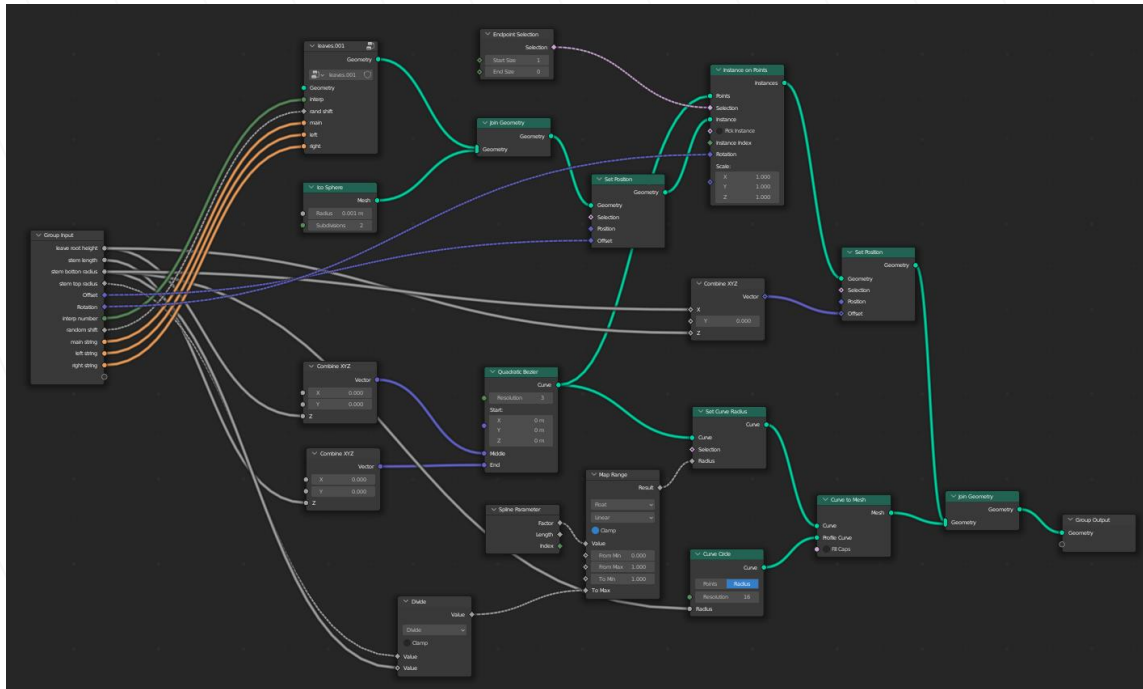 leaves.001
Geometry
leaves.001
Geometry
interp
rand shift
main
left
right
Endpoint Selection
Selection
Start Size 1
End Size 0
Join Geometry
Geometry
Geometry
Ico Sphere
Mesh
Radius 0.001 m
Subdivisions 2
Set Position
Geometry
Geometry
Selection
Position
Offset
Instance on Points
Instances
Points
Selection
Instance
Pick Instance
Instance Index
Rotation
Scale:
X 1.000
Y 1.000
Z 1.000
Group Input
leave root height
stem length
stem bottom radius
stem top radius
Offset
Rotation
interp number
random shift
main string
left string
right string
Combine XYZ
Vector
X
Y 0.000
Z
Set Position
Geometry
Geometry
Selection
Position
Offset
Combine XYZ
Vector
X 0.000
Y 0.000
Z
Combine XYZ
Vector
X 0.000
Y 0.000
Z
Quadratic Bezier
Curve
Resolution 3
Start:
X 0 m
Y 0 m
Z 0 m
Middle
End
Set Curve Radius
Curve
Curve
Selection
Radius
Map Range
Result
Float
Linear
Clamp
Value
From Min 0.000
From Max 1.000
To Min 1.000
To Max
Spline Parameter
Factor
Length
Index
Curve Circle
Curve
Points Radius
Resolution 16
Radius
Curve to Mesh
Mesh
Curve
Profile Curve
Fill Caps
Join Geometry
Geometry
Geometry
Group Output
Geometry
Divide
Value
Divide
Clamp
Value
Value